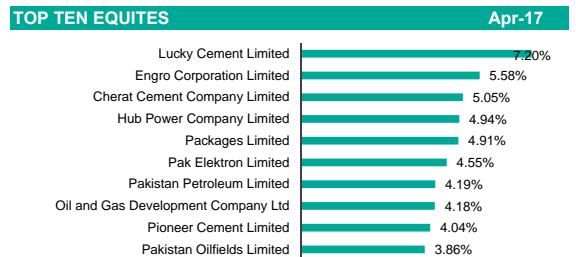 TOP TEN EQUITES Apr-17
Lucky Cement Limited 7.20%
Engro Corporation Limited 5.58%
Cherat Cement Company Limited 5.05%
Hub Power Company Limited 4.94%
Packages Limited 4.91%
Pak Elektron Limited 4.55%
Pakistan Petroleum Limited 4.19%
Oil and Gas Development Company Ltd 4.18%
Pioneer Cement Limited 4.04%
Pakistan Oilfields Limited 3.86%